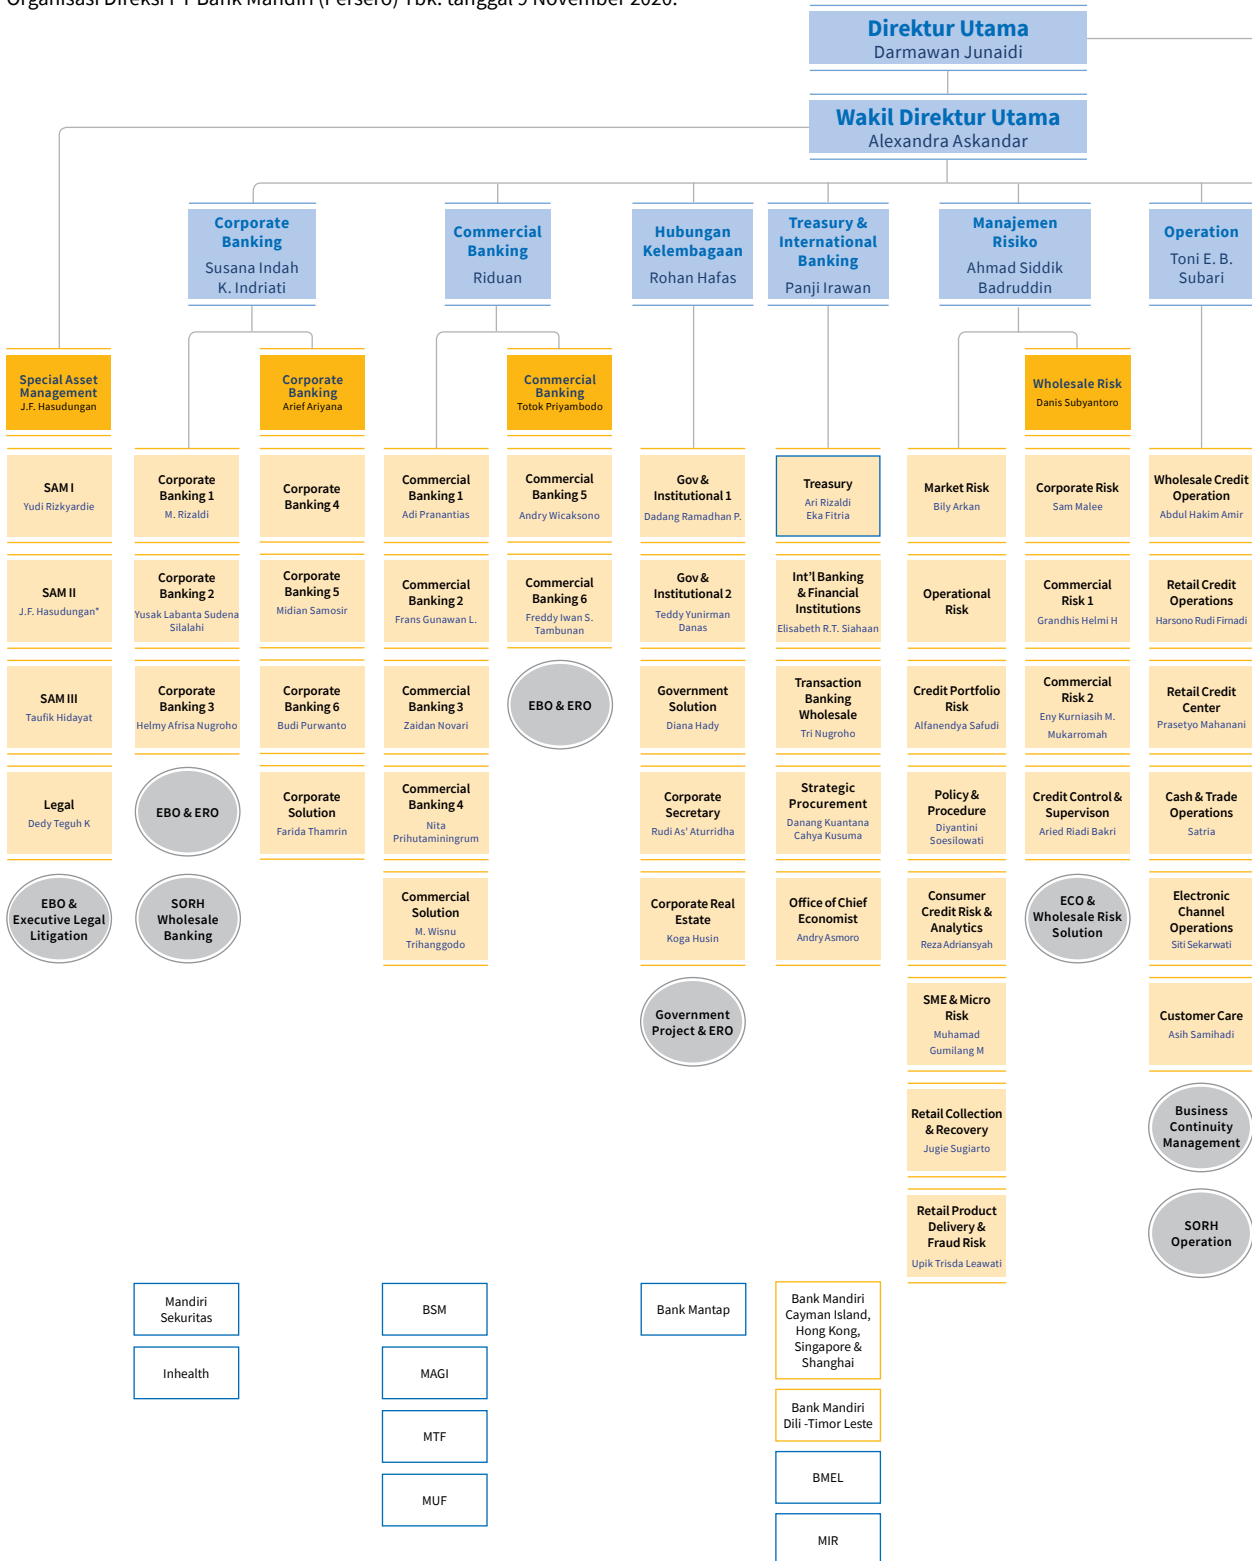 Organisasi Direksi PT Bank Mandiri (Persero) Tbk. tanggal 9 November 2020.
Direktur Utama
Darmawan Junaidi
Wakil Direktur Utama
Alexandra Askandar
Corporate
Banking
Susana Indah
K. Indriati
Commercial
Banking
Riduan
Hubungan
Kelembagaan
Rohan Hafas
Treasury &
International
Banking
Panji Irawan
Manajemen
Risiko
Ahmad Siddik
Badruddin
Operation
Toni E. B.
Subari
Special Asset
Management
J.F. Hasudungan
Corporate
Banking
Arief Ariyana
Commercial
Banking
Totok Priyambodo
Wholesale Risk
Danis Subyantoro
SAM I
Yudi Rizkyardie
SAM II
J.F. Hasudungan*
SAM III
Taufik Hidayat
Legal
Dedy Teguh K
EBO &
Executive Legal
Litigation
Corporate
Banking 1
M. Rizaldi
Corporate
Banking 2
Yusak Labanta Sudena
Silalahi
Corporate
Banking 3
Helmy Afrisa Nugroho
EBO & ERO
SORH
Wholesale
Banking
Corporate
Banking 4
Corporate
Banking 5
Midian Samosir
Corporate
Banking 6
Budi Purwanto
Corporate
Solution
Farida Thamrin
Commercial
Banking 1
Adi Pranantias
Commercial
Banking 2
Frans Gunawan L.
Commercial
Banking 3
Zaidan Novari
Commercial
Banking 4
Nita
Prihutaminingrum
Commercial
Solution
M. Wisnu
Trihanggodo
Commercial
Banking 5
Andry Wicaksono
Commercial
Banking 6
Freddy Iwan S.
Tambunan
EBO & ERO
Gov &
Institutional 1
Dadang Ramadhan P.
Gov &
Institutional 2
Teddy Yunirman
Danas
Government
Solution
Diana Hady
Corporate
Secretary
Rudi As' Aturridha
Corporate Real
Estate
Koga Husin
Government
Project & ERO
Treasury
Ari Rizaldi
Eka Fitria
Int'l Banking
& Financial
Institutions
Elisabeth R.T. Siahaan
Transaction
Banking
Wholesale
Tri Nugroho
Strategic
Procurement
Danang Kuantana
Cahya Kusuma
Office of Chief
Economist
Andry Asmoro
Market Risk
Bily Arkan
Operational
Risk
Credit Portfolio
Risk
Alfanendya Safudi
Policy &
Procedure
Diyantini
Soesilowati
Consumer
Credit Risk &
Analytics
Reza Adriansyah
SME & Micro
Risk
Muhamad
Gumilang M
Retail Collection
& Recovery
Jugie Sugiarto
Retail Product
Delivery &
Fraud Risk
Upik Trisda Leawati
Corporate Risk
Sam Malee
Commercial
Risk 1
Grandhis Helmi H
Commercial
Risk 2
Eny Kurniasih M.
Mukarromah
Credit Control &
Supervison
Aried Riadi Bakri
ECO &
Wholesale Risk
Solution
Wholesale Credit
Operation
Abdul Hakim Amir
Retail Credit
Operations
Harsono Rudi Firnadi
Retail Credit
Center
Prasetyo Mahanani
Cash & Trade
Operations
Satria
Electronic
Channel
Operations
Siti Sekarwati
Customer Care
Asih Samihadi
Business
Continuity
Management
SORH
Operation
Mandiri
Sekuritas
Inhealth
BSM
MAGI
MTF
MUF
Bank Mantap
Bank Mandiri
Cayman Island,
Hong Kong,
Singapore &
Shanghai
Bank Mandiri
Dili -Timor Leste
BMEL
MIR